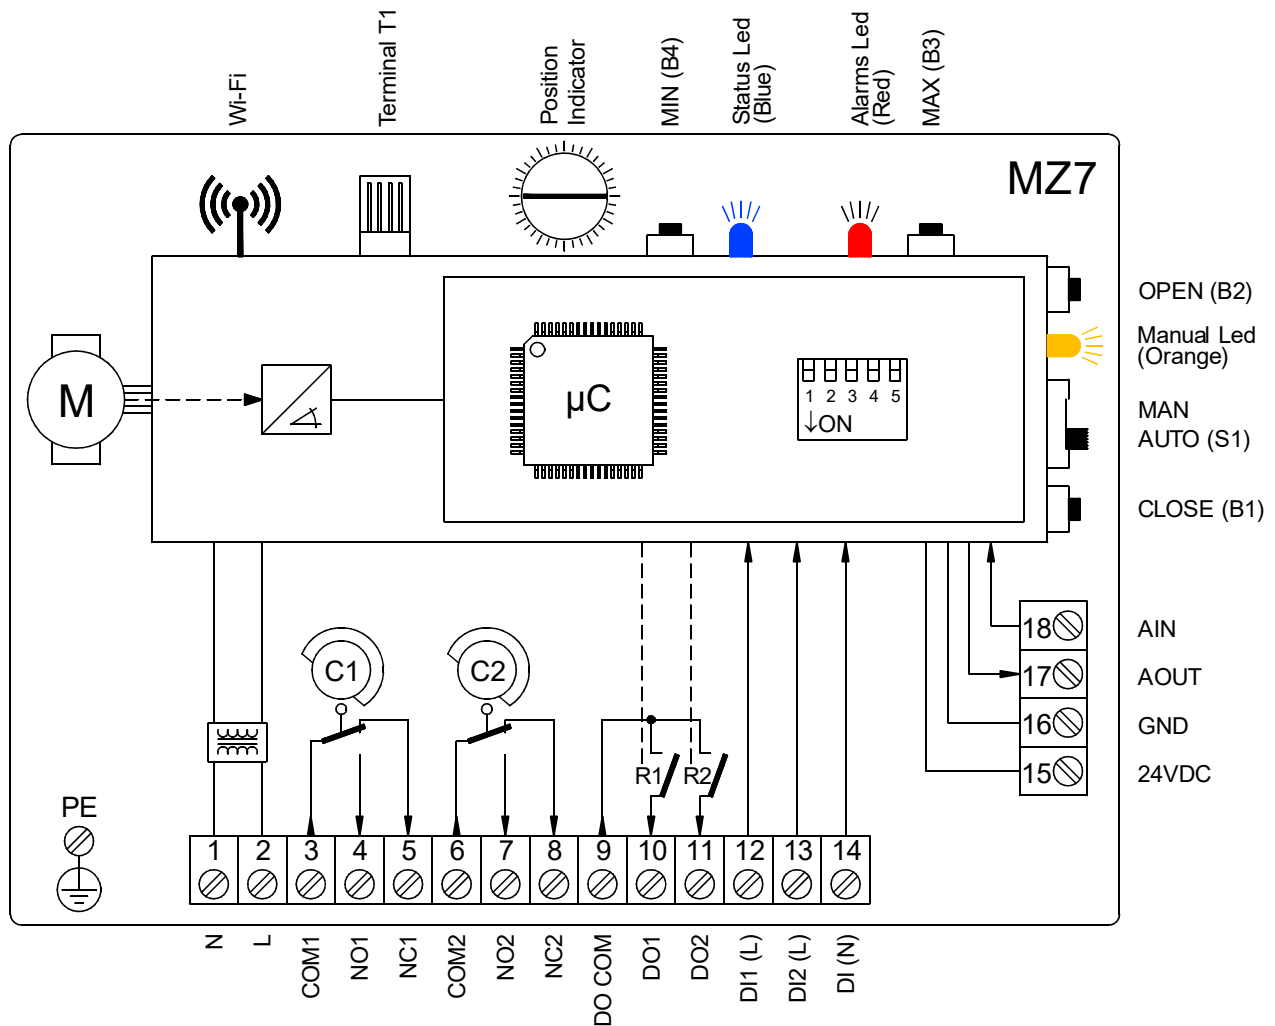 Wi-Fi
Terminal T1
Position
Indicator
MIN (B4)
Status Led
(Blue)
Alarms Led
(Red)
MAX (B3)
MZ7
OPEN (B2)
Manual Led
(Orange)
MAN
AUTO (S1)
CLOSE (B1)
M
µC
1 2 3 4 5
↓ON
C1
C2
R1
R2
PE
18
AIN
17
AOUT
16
GND
15
24VDC
1 2 3 4 5 6 7 8 9 10 11 12 13 14
N
L
COM1
NO1
NC1
COM2
NO2
NC2
DO COM
DO1
DO2
DI1 (L)
DI2 (L)
DI (N)